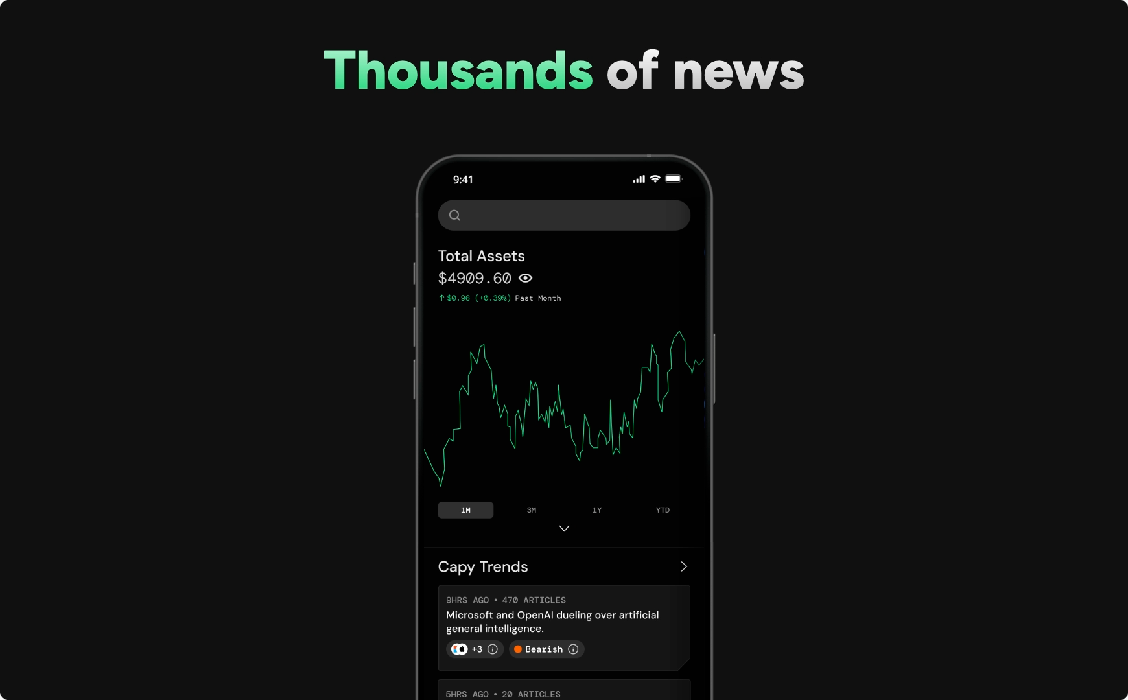 Thousands of news
9:41
Total Assets
$4909.60
↑ $0.96 (+0.39%) Past Month
1M 3M 1Y YTD
Capy Trends
8HRS AGO • 470 ARTICLES
Microsoft and OpenAI dueling over artificial
general intelligence.
+3 Bearish
5HRS AGO • 20 ARTICLES